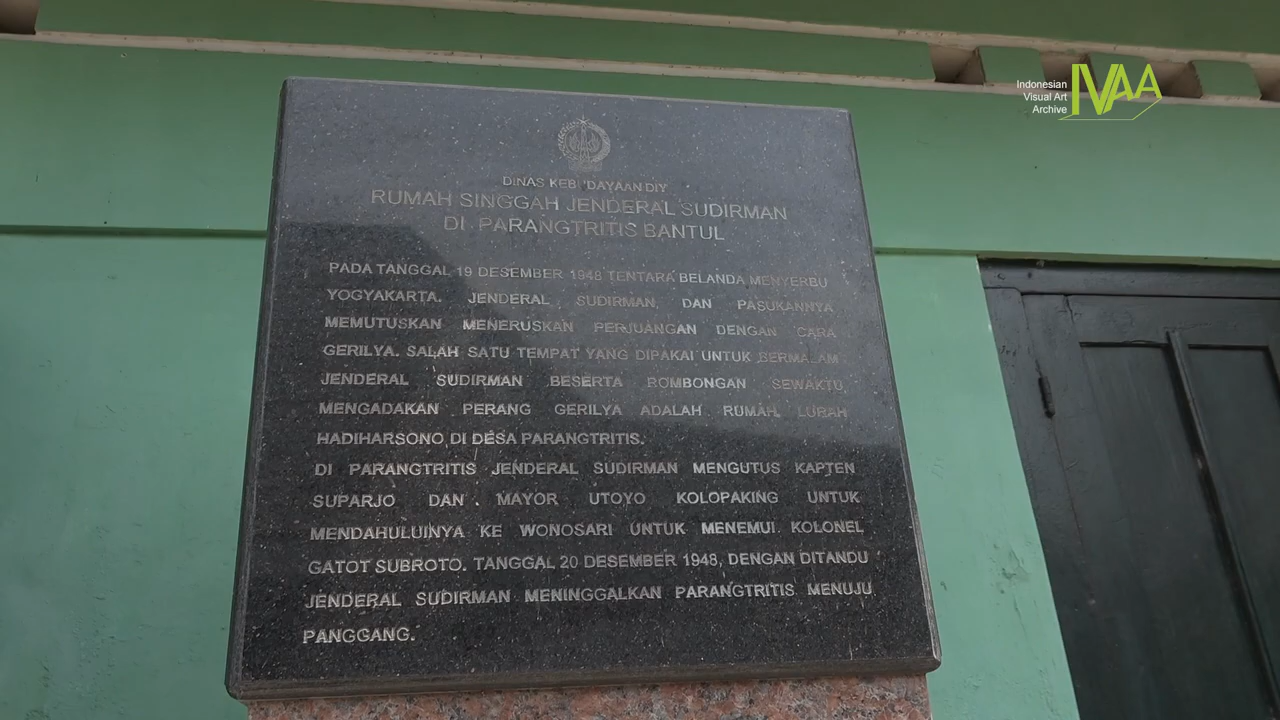 Indonesian
Visual Art
Archive
IVAA
DINAS KEBUDAYAAN DIY
RUMAH SINGGAH JENDERAL SUDIRMAN
DI PARANGTRITIS BANTUL
PADA TANGGAL 19 DESEMBER 1948 TENTARA BELANDA MENYERBU
YOGYAKARTA. JENDERAL SUDIRMAN, DAN PASUKANNYA
MEMUTUSKAN MENERUSKAN PERJUANGAN DENGAN CARA
GERILYA. SALAH SATU TEMPAT YANG DIPAKAI UNTUK BERMALAM
JENDERAL SUDIRMAN BESERTA ROMBONGAN SEWAKTU
MENGADAKAN PERANG GERILYA ADALAH RUMAH LURAH
HADIHARSONO DI DESA PARANGTRITIS.
DI PARANGTRITIS JENDERAL SUDIRMAN MENGUTUS KAPTEN
SUPARJO DAN MAYOR UTOYO KOLOPAKING UNTUK
MENDAHULUINYA KE WONOSARI UNTUK MENEMUI KOLONEL
GATOT SUBROTO. TANGGAL 20 DESEMBER 1948, DENGAN DITANDU
JENDERAL SUDIRMAN MENINGGALKAN PARANGTRITIS MENUJU
PANGGANG.